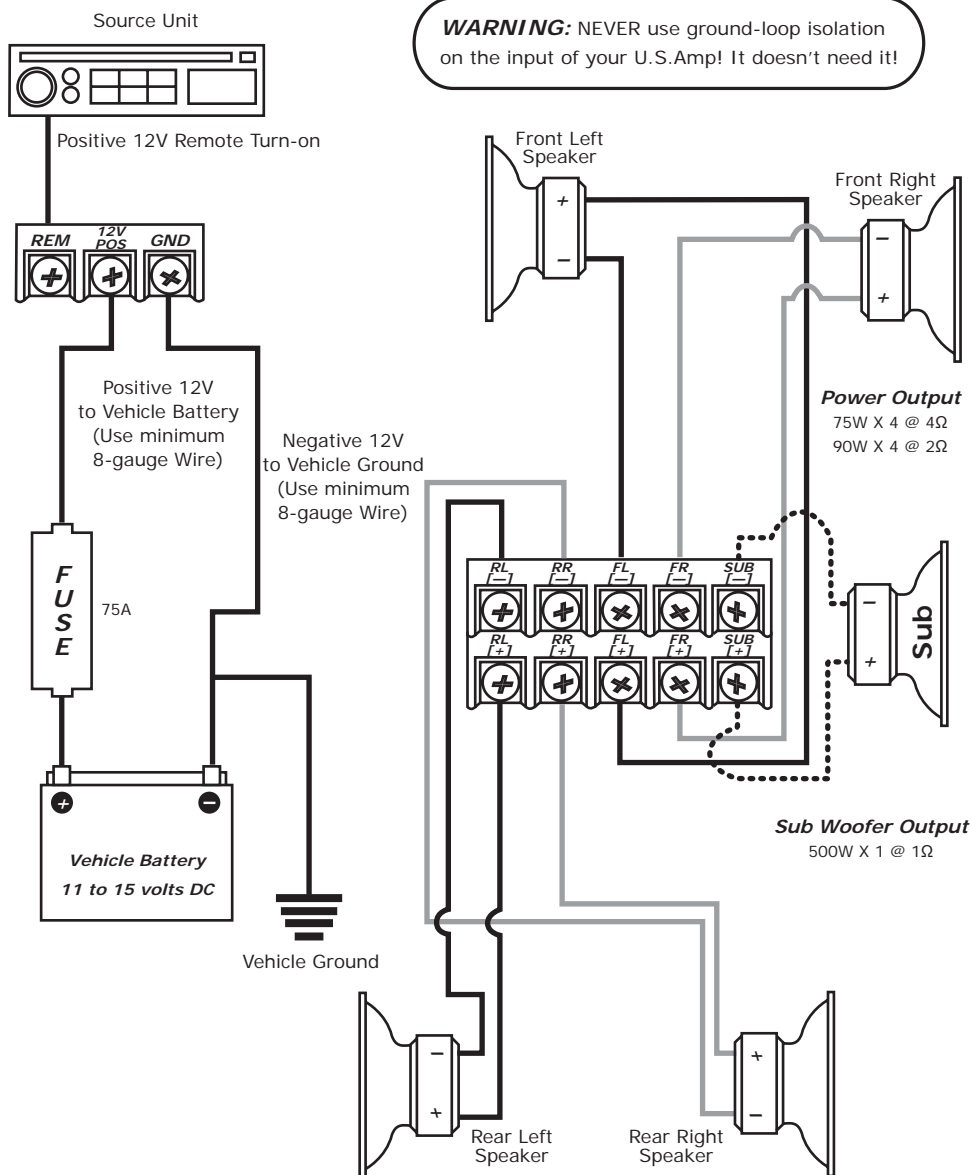 Source Unit
WARNING: NEVER use ground-loop isolation
on the input of your U.S.Amp! It doesn't need it!
Positive 12V Remote Turn-on
REM
12V
POS
GND
Front Left
Speaker
+
–
Front Right
Speaker
–
+
Power Output
75W X 4 @ 4Ω
90W X 4 @ 2Ω
Positive 12V
to Vehicle Battery
(Use minimum
8-gauge Wire)
Negative 12V
to Vehicle Ground
(Use minimum
8-gauge Wire)
FUSE
75A
RL
[—]
RR
[—]
FL
[—]
FR
[—]
SUB
[—]
RL
[+]
RR
[+]
FL
[+]
FR
[+]
SUB
[+]
–
+
Sub
Sub Woofer Output
500W X 1 @ 1Ω
+
–
Vehicle Battery
11 to 15 volts DC
Vehicle Ground
–
+
Rear Left
Speaker
Rear Right
Speaker
+
–